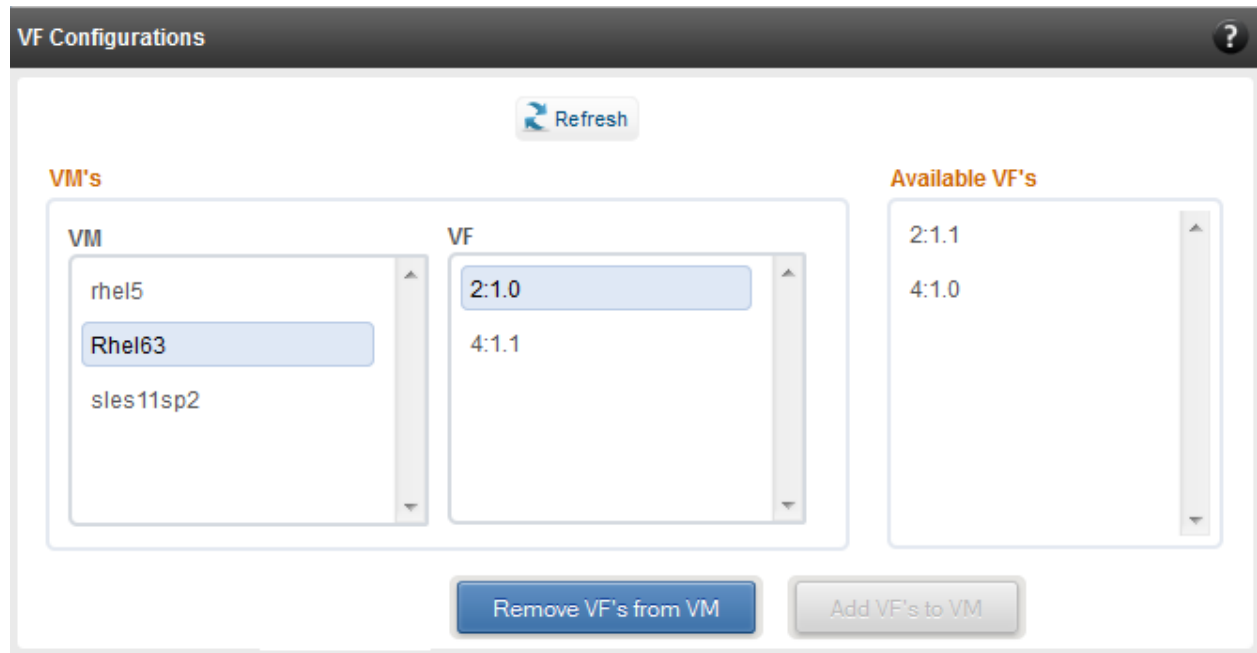 VF Configurations
?
Refresh
VM's
Available VF's
VM
VF
rhel5
Rhel63
sles11sp2
2:1.0
4:1.1
2:1.1
4:1.0
Remove VF's from VM
Add VF's to VM